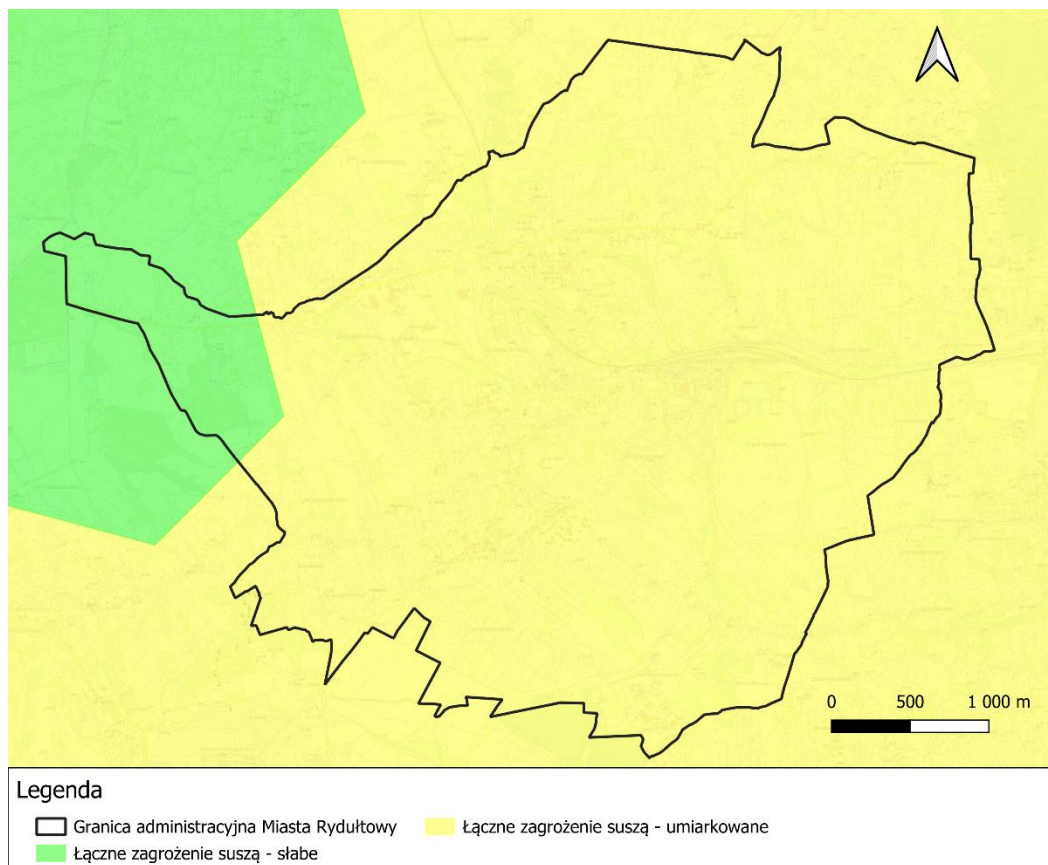 0 500 1 000 m
Legenda
Granica administracyjna Miasta Rydułtowy
Łączne zagrożenie suszą - umiarkowane
Łączne zagrożenie suszą - słabe